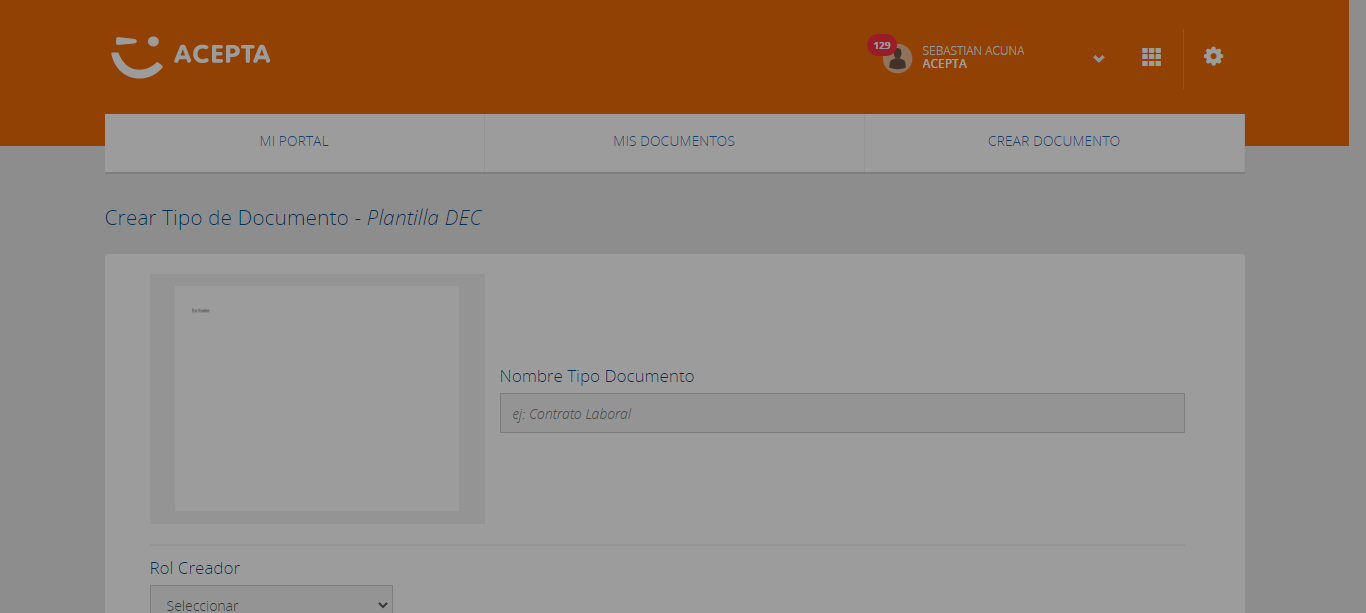 ACEPTA
129
SEBASTIAN ACUNA
ACEPTA
MI PORTAL
MIS DOCUMENTOS
CREAR DOCUMENTO
Crear Tipo de Documento - Plantilla DEC
Nombre Tipo Documento
ej: Contrato Laboral
Rol Creador
Seleccionar